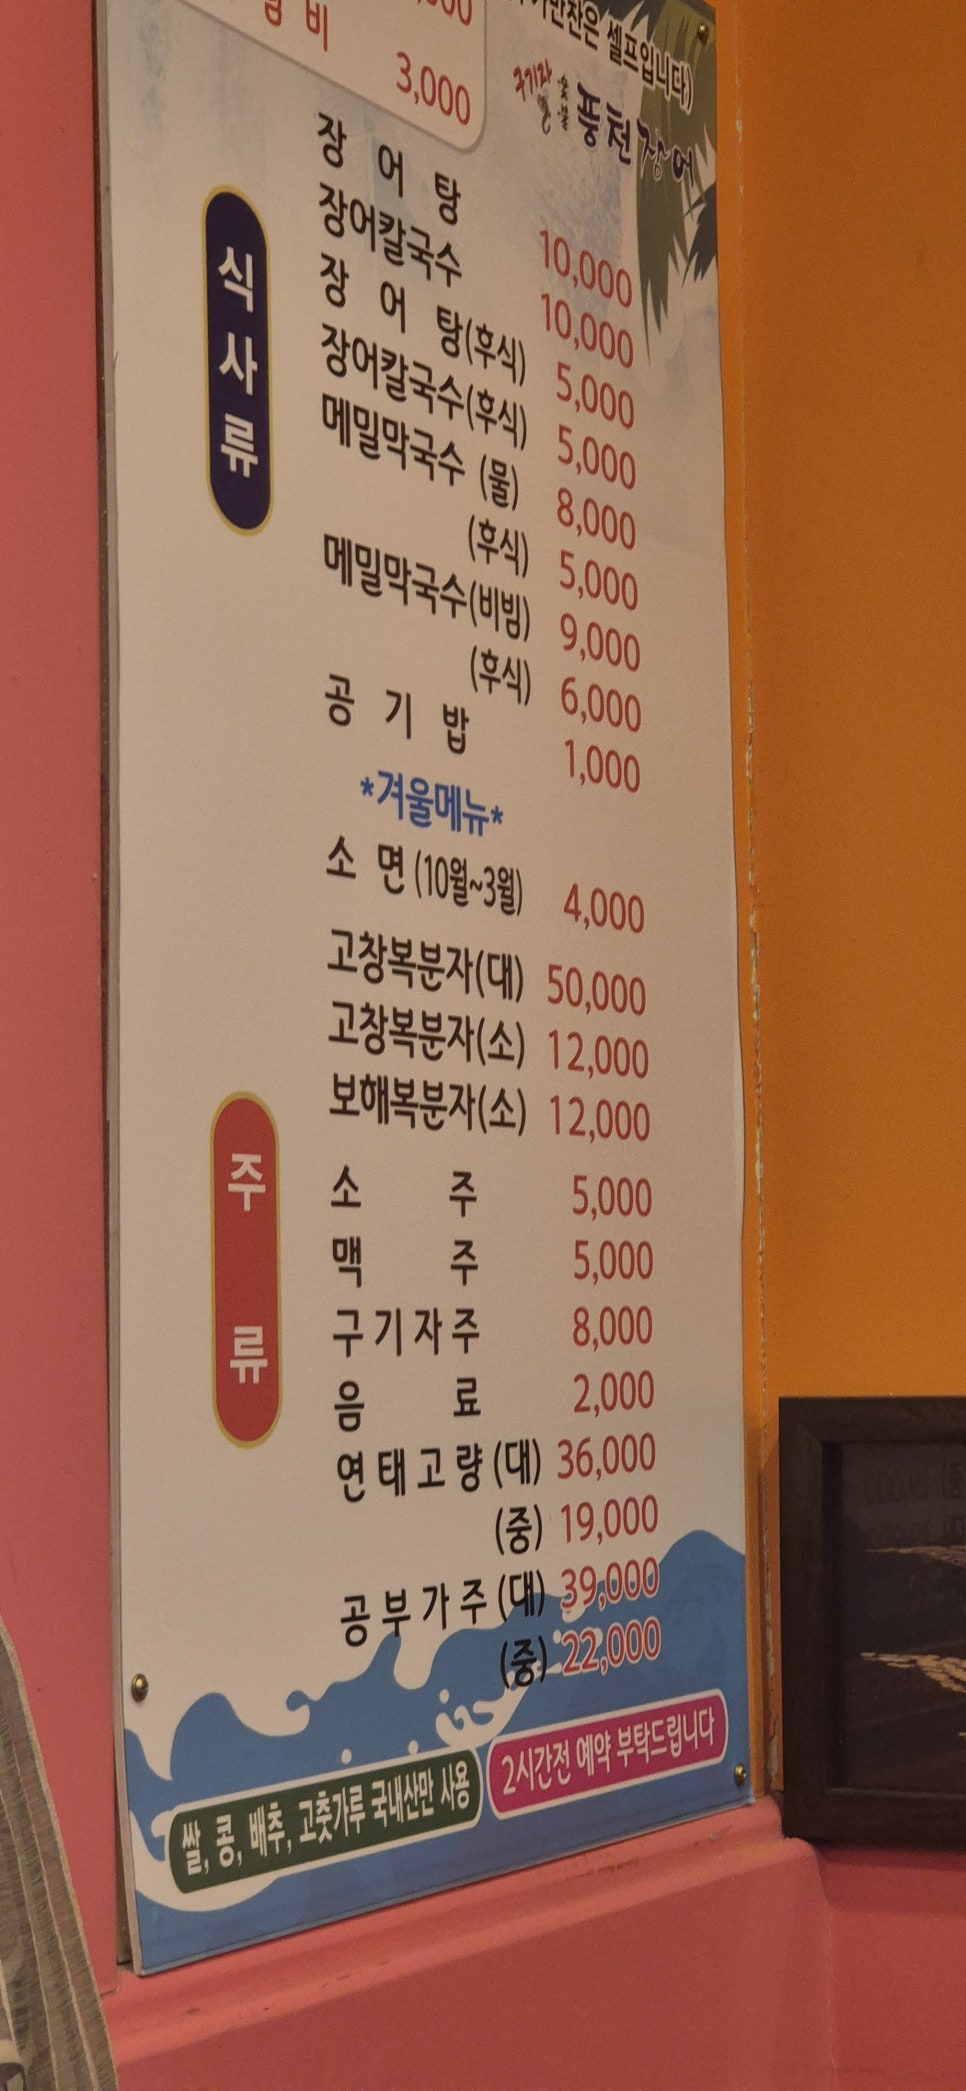 비
3,000
반찬은 셀프입니다)
구기자
풍천장어
식사류
장 어 탕 10,000
장어칼국수 10,000
장 어 탕(후식) 5,000
장어칼국수(후식) 5,000
메밀막국수 (물) 8,000
(후식) 5,000
메밀막국수(비빔) 9,000
(후식) 6,000
공 기 밥 1,000
*겨울메뉴*
소 면 (10월~3월) 4,000
주류
고창복분자(대) 50,000
고창복분자(소) 12,000
보해복분자(소) 12,000
소 주 5,000
맥 주 5,000
구 기 자 주 8,000
음 료 2,000
연 태 고 량 (대) 36,000
(중) 19,000
공 부 가 주 (대) 39,000
(중) 22,000
쌀, 콩, 배추, 고춧가루 국내산만 사용
2시간전 예약 부탁드립니다